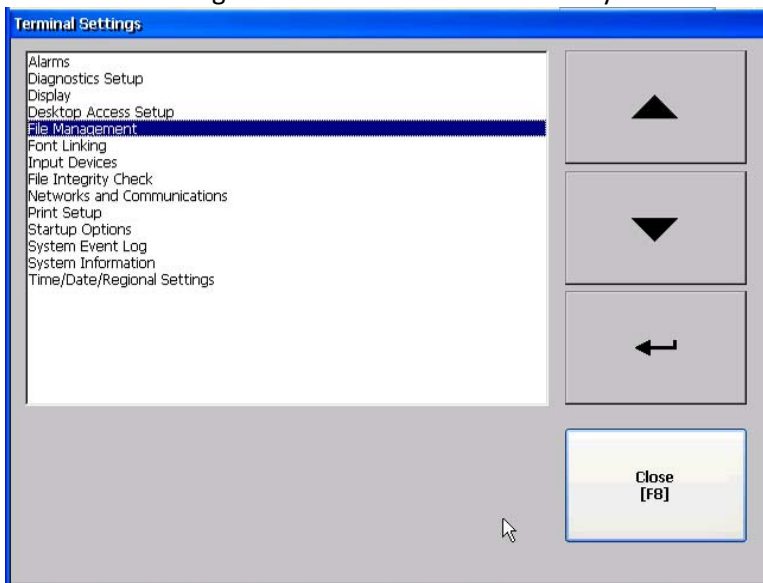 Terminal Settings
Alarms
Diagnostics Setup
Display
Desktop Access Setup
File Management
Font Linking
Input Devices
File Integrity Check
Networks and Communications
Print Setup
Startup Options
System Event Log
System Information
Time/Date/Regional Settings
Close
[F8]